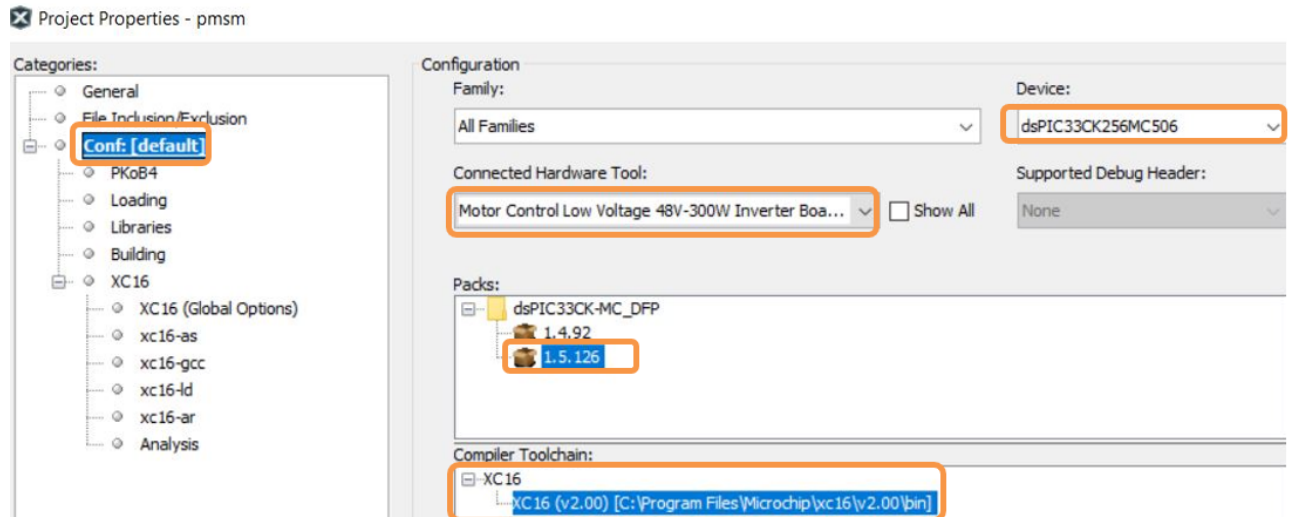 Project Properties - pmsm
Categories:
General
File Inclusion/Exclusion
Conf: [default]
PKoB4
Loading
Libraries
Building
XC16
XC16 (Global Options)
xc16-as
xc16-gcc
xc16-ld
xc16-ar
Analysis
Configuration
Family:
All Families
Device:
dsPIC33CK256MC506
Connected Hardware Tool:
Motor Control Low Voltage 48V-300W Inverter Boa...
Show All
Supported Debug Header:
None
Packs:
dsPIC33CK-MC_DFP
1.4.92
1.5.126
Compiler Toolchain:
XC16
XC16 (v2.00) [C:\Program Files\Microchip\xc16\v2.00\bin]